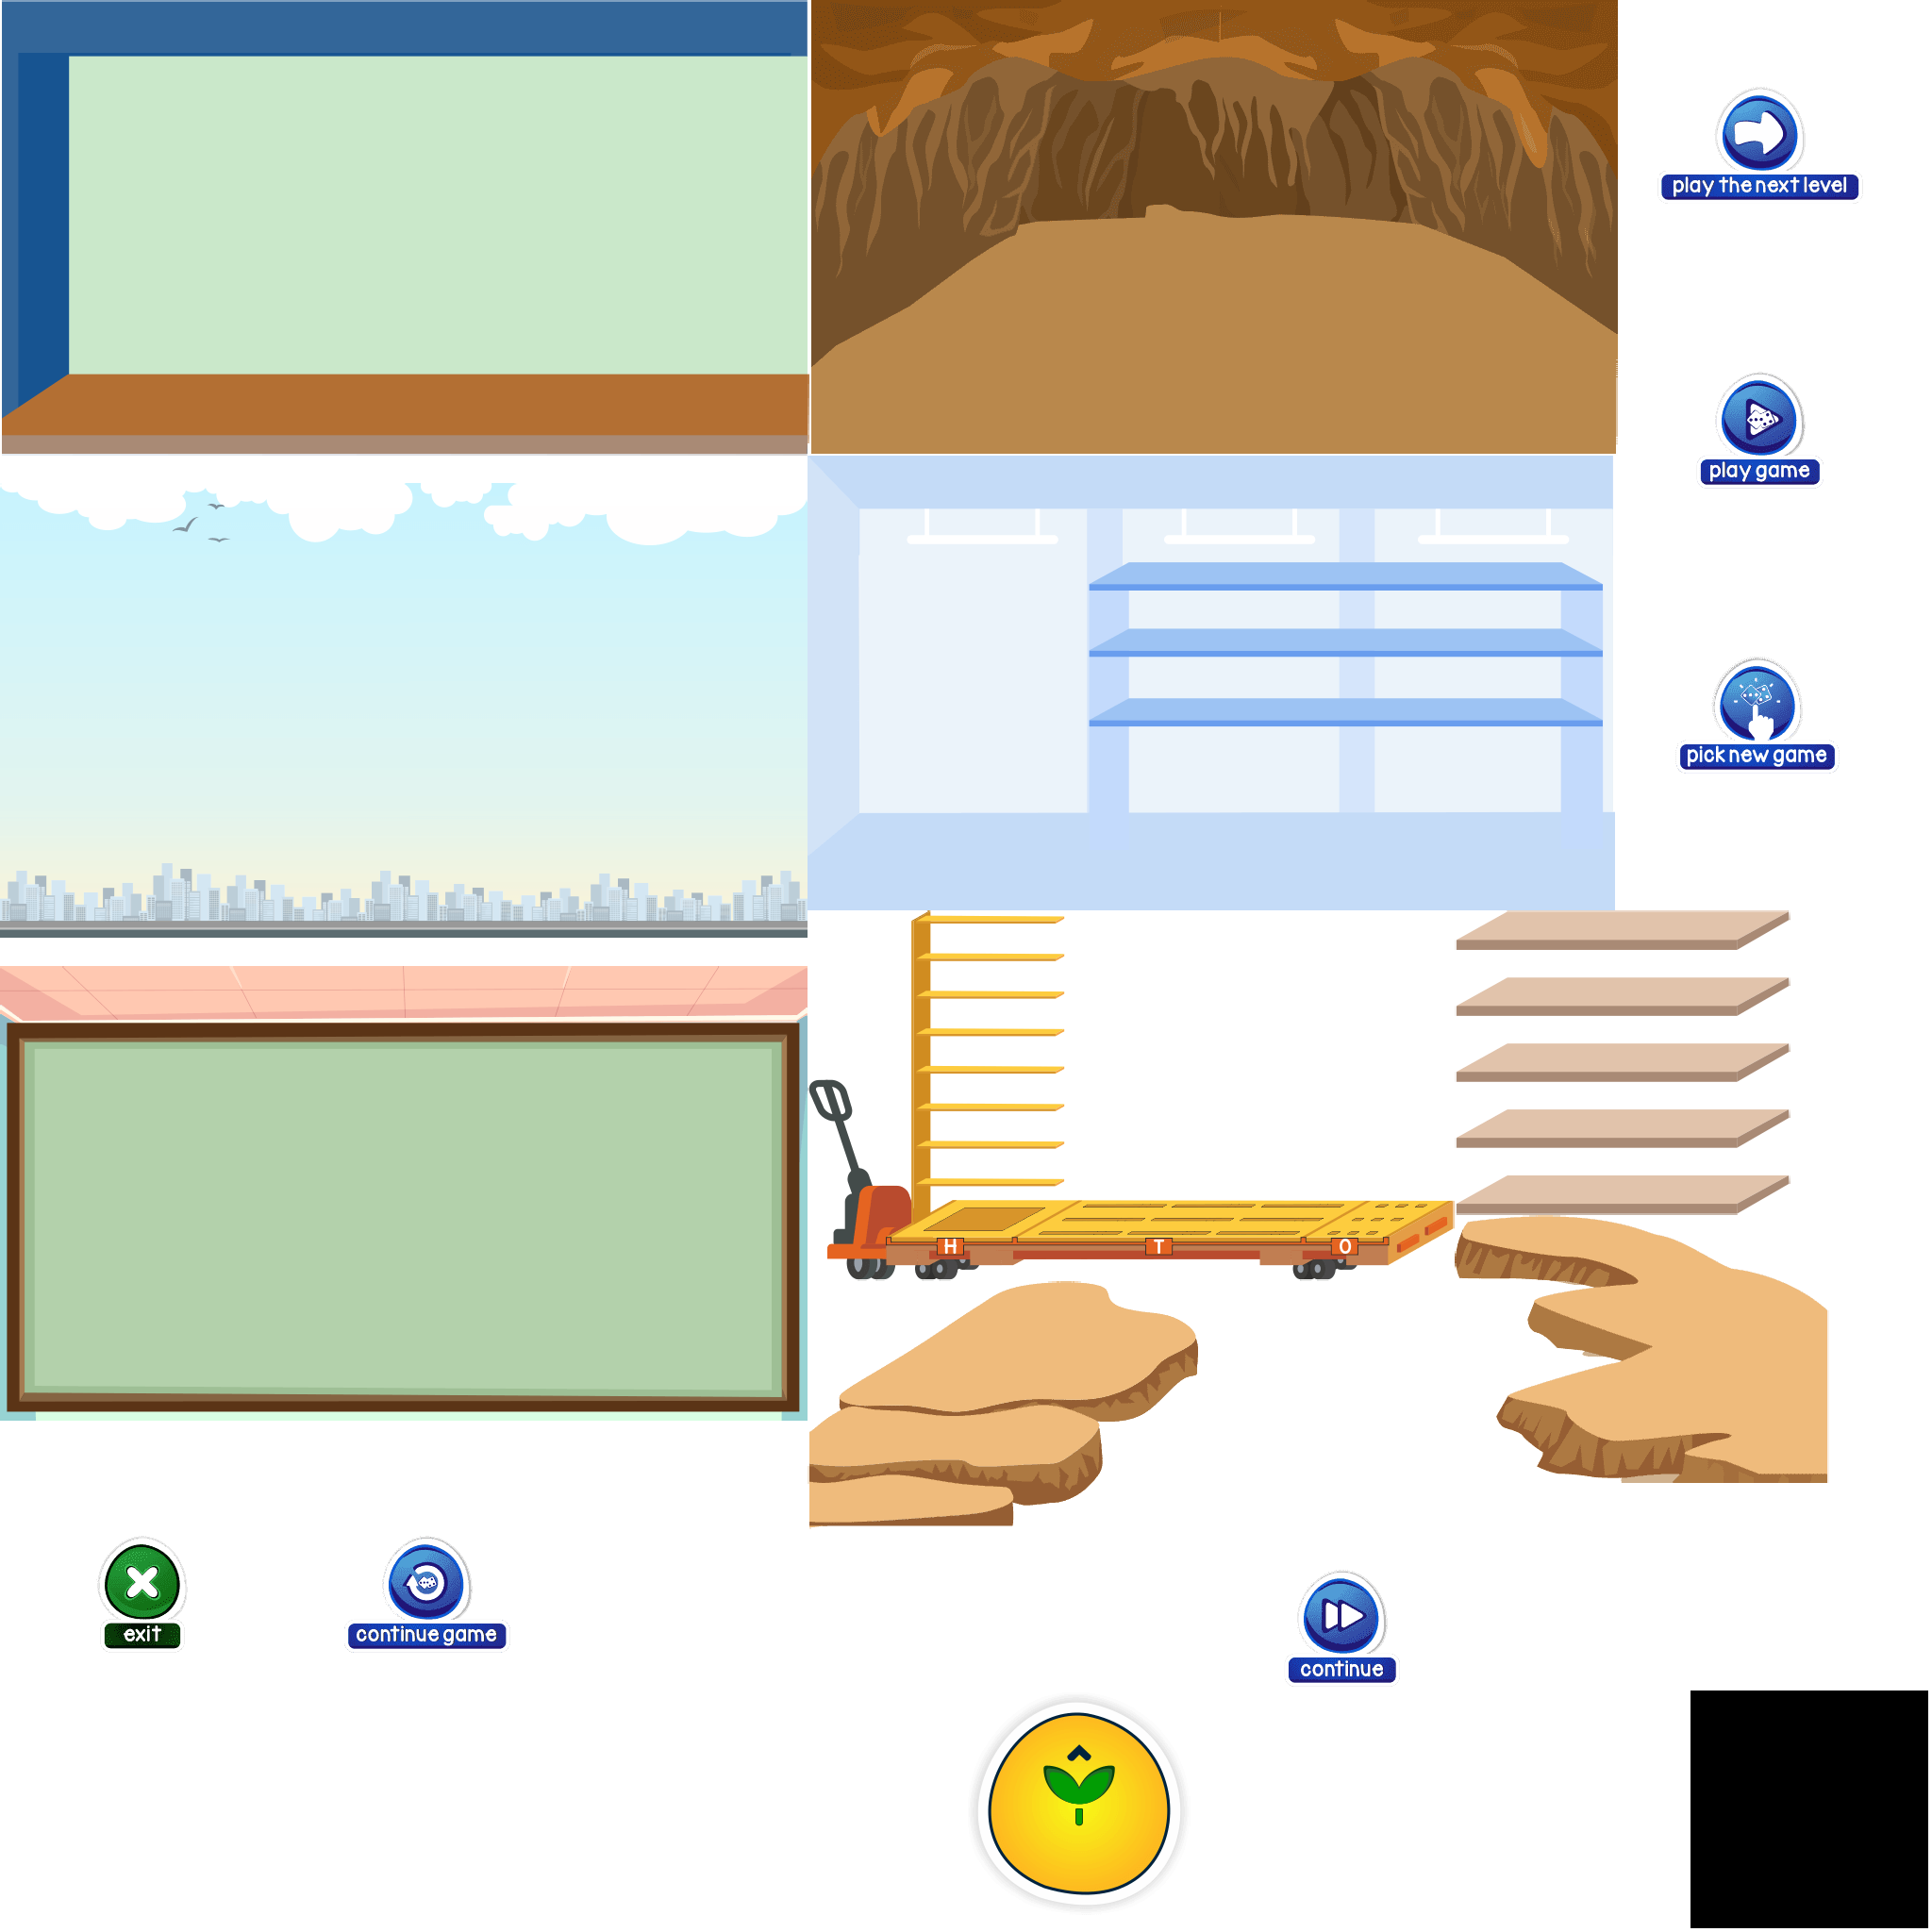 play the next level
play game
pick new game
H T O
exit
continue game
continue